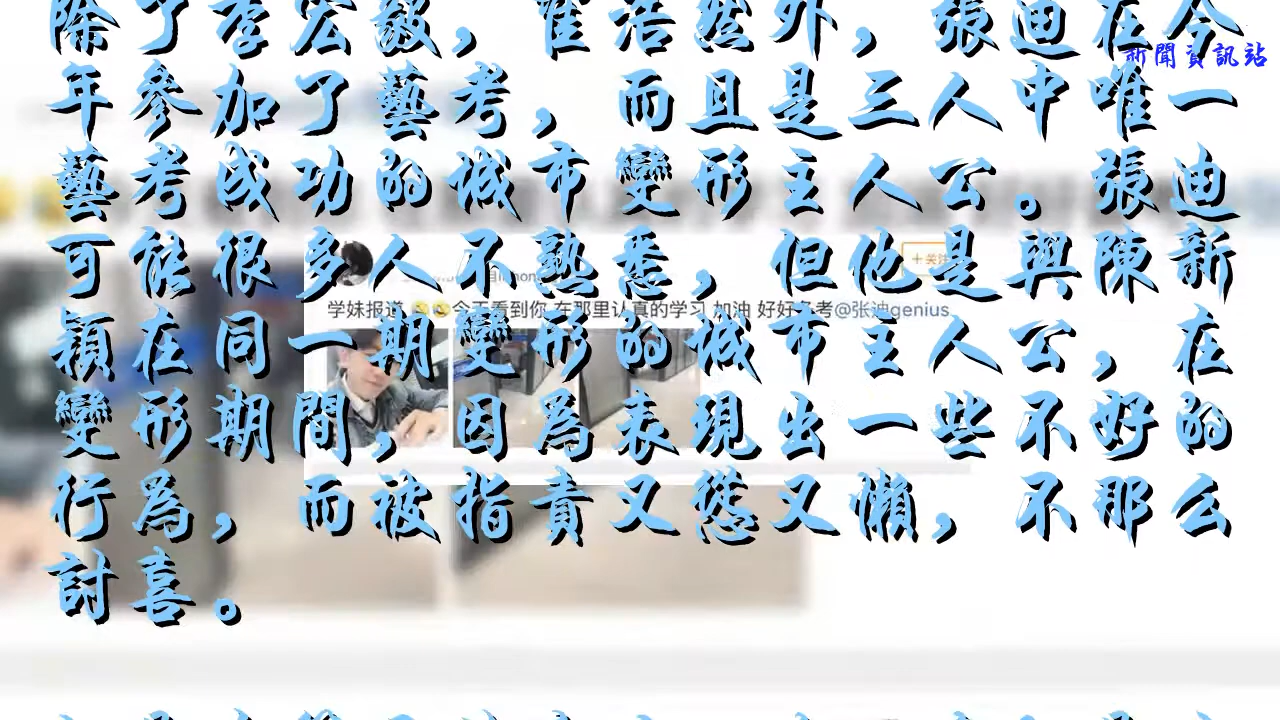 除了李宏毅，崔浩然外，張迪在今
新聞資訊站
年參加了藝考，而且是三人中唯一
藝考成功的城市變形主人公。張迪
可能很多人不熟悉，但他是與陳新
+关注
学妹报道 今天看到你 在那里认真的学习 加油 好好备考@张迪genius
穎在同一期變形的城市主人公，在
變形期間，因為表現出一些不好的
行為，而被指責又慫又懶，不那么
討喜。